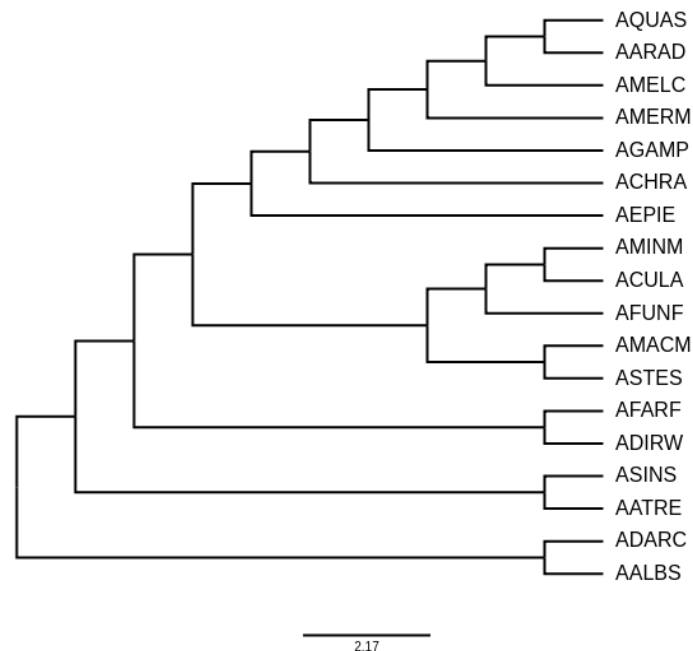 AQUAS
AARAD
AMELC
AMERM
AGAMP
ACHRA
AEPIE
AMINM
ACULA
AFUNF
AMACM
ASTES
AFARF
ADIRW
ASINS
AATRE
ADARC
AALBS
2.17